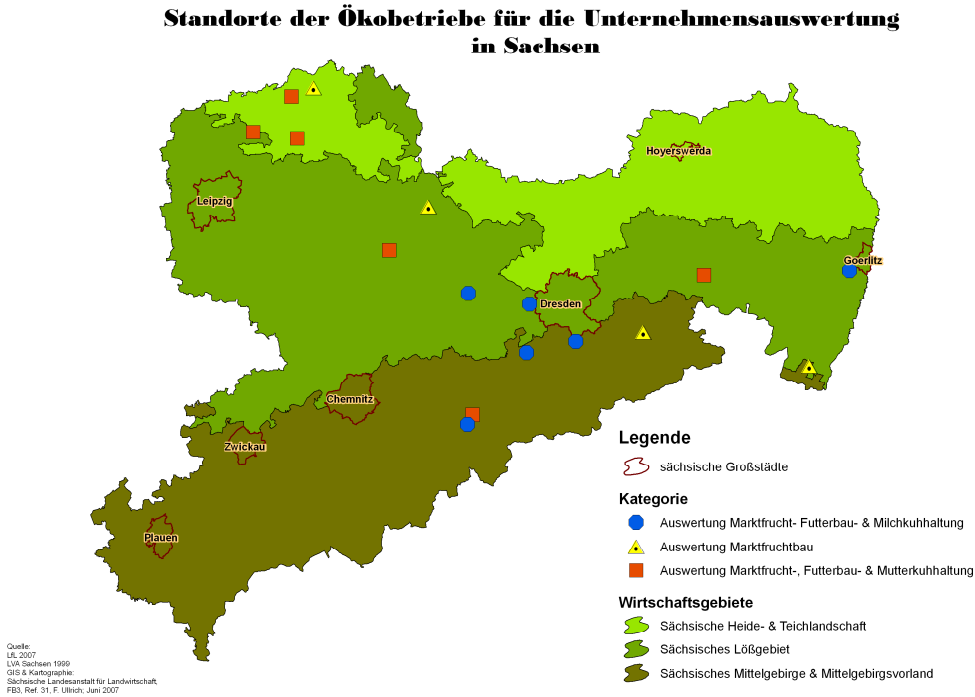 Standorte der Ökobetriebe für die Unternehmensauswertung
in Sachsen
Hoyerswerda
Leipzig
Goerlitz
Dresden
Chemnitz
Zwickau
Plauen
Legende
sächsische Großstädte
Kategorie
Auswertung Marktfrucht- Futterbau- & Milchkuhhaltung
Auswertung Marktfruchtbau
Auswertung Marktfrucht-, Futterbau- & Mutterkuhhaltung
Wirtschaftsgebiete
Sächsische Heide- & Teichlandschaft
Sächsisches Lößgebiet
Sächsisches Mittelgebirge & Mittelgebirgsvorland
Quelle:
LfL 2007
LVA Sachsen 1999
GIS & Kartographie:
Sächsische Landesanstalt für Landwirtschaft,
FB3, Ref. 31, F. Ullrich; Juni 2007